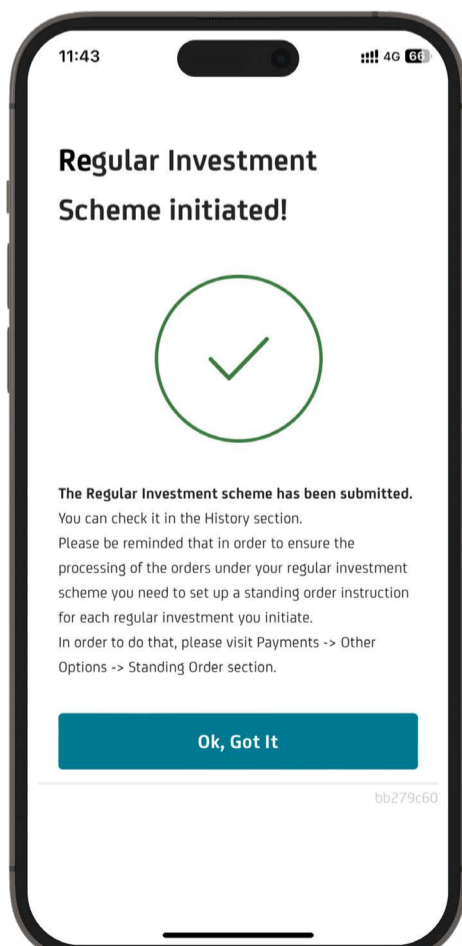 11:43
4G 66
Regular Investment
Scheme initiated!
The Regular Investment scheme has been submitted.
You can check it in the History section.
Please be reminded that in order to ensure the
processing of the orders under your regular investment
scheme you need to set up a standing order instruction
for each regular investment you initiate.
In order to do that, please visit Payments -> Other
Options -> Standing Order section.
Ok, Got It
bb279c60